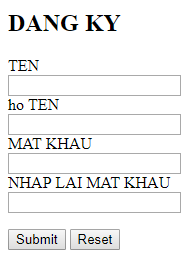 DANG KY
TEN
ho TEN
MAT KHAU
NHAP LAI MAT KHAU
Submit Reset